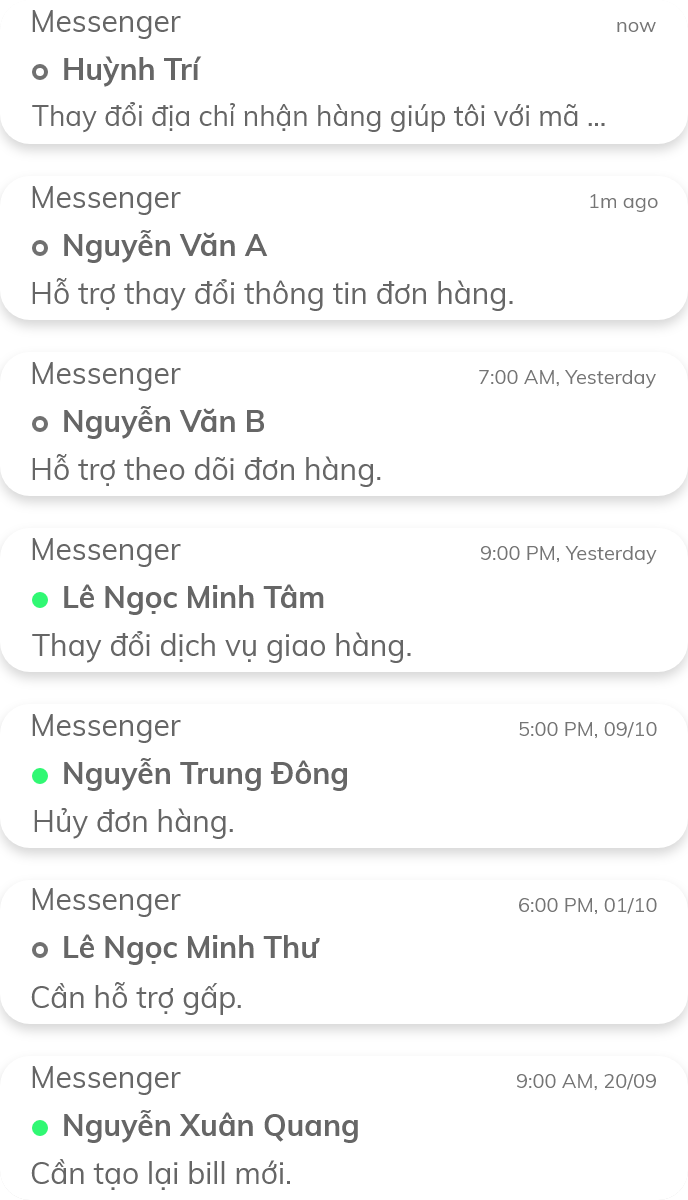 Messenger now
Huỳnh Trí
Thay đổi địa chỉ nhận hàng giúp tôi với mã ...
Messenger 1m ago
Nguyễn Văn A
Hỗ trợ thay đổi thông tin đơn hàng.
Messenger 7:00 AM, Yesterday
Nguyễn Văn B
Hỗ trợ theo dõi đơn hàng.
Messenger 9:00 PM, Yesterday
Lê Ngọc Minh Tâm
Thay đổi dịch vụ giao hàng.
Messenger 5:00 PM, 09/10
Nguyễn Trung Đông
Hủy đơn hàng.
Messenger 6:00 PM, 01/10
Lê Ngọc Minh Thư
Cần hỗ trợ gấp.
Messenger 9:00 AM, 20/09
Nguyễn Xuân Quang
Cần tạo lại bill mới.